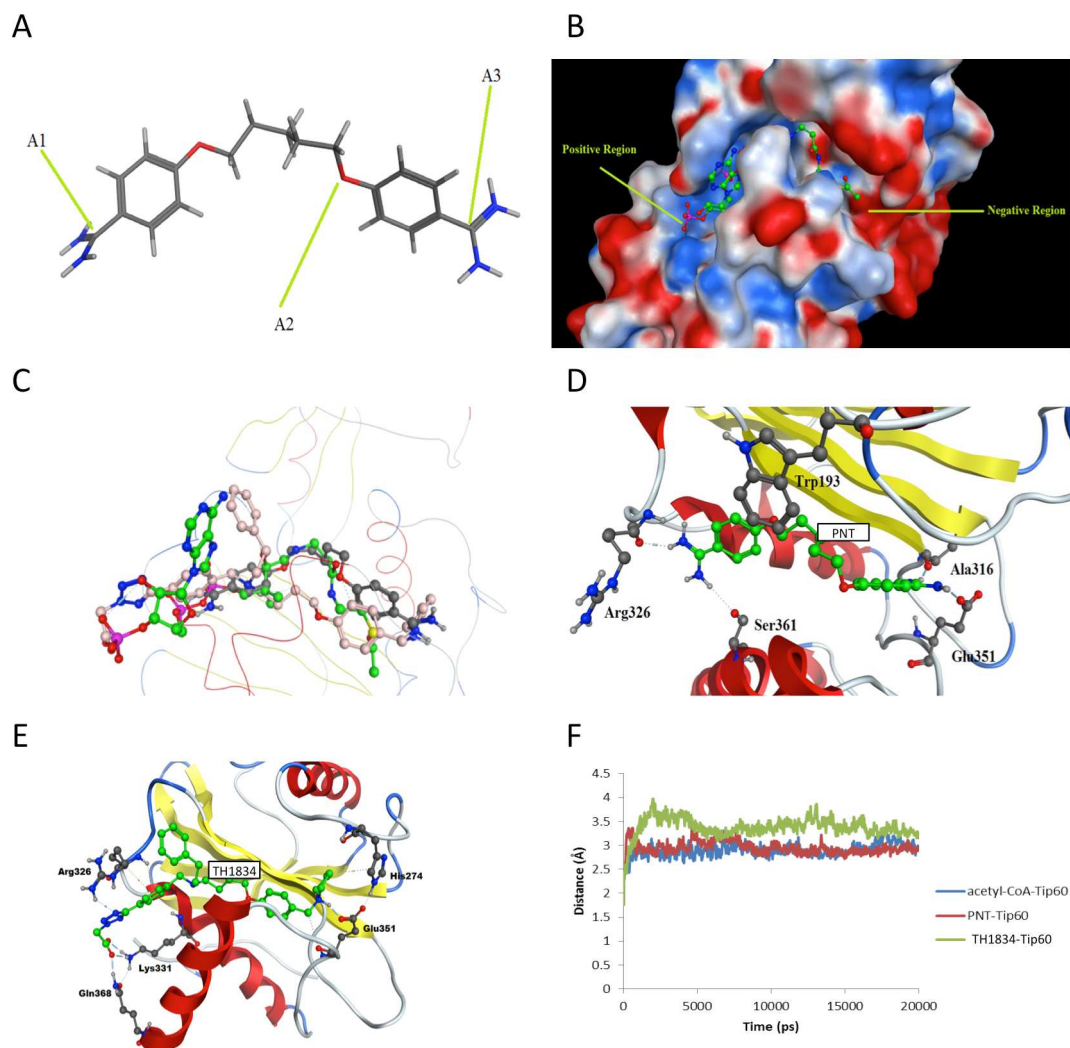 A
A1
A3
A2
B
Positive Region
Negative Region
C
D
Trp193
PNT
Ala316
Arg326
Ser361
Glu351
E
TH1834
Arg326
His274
Glu351
Lys331
Gln368
F
4.5
4
3.5
3
2.5
2
1.5
1
0.5
0
Distance (Å)
0
5000
10000
15000
20000
Time (ps)
acetyl-CoA-Tip60
PNT-Tip60
TH1834-Tip60